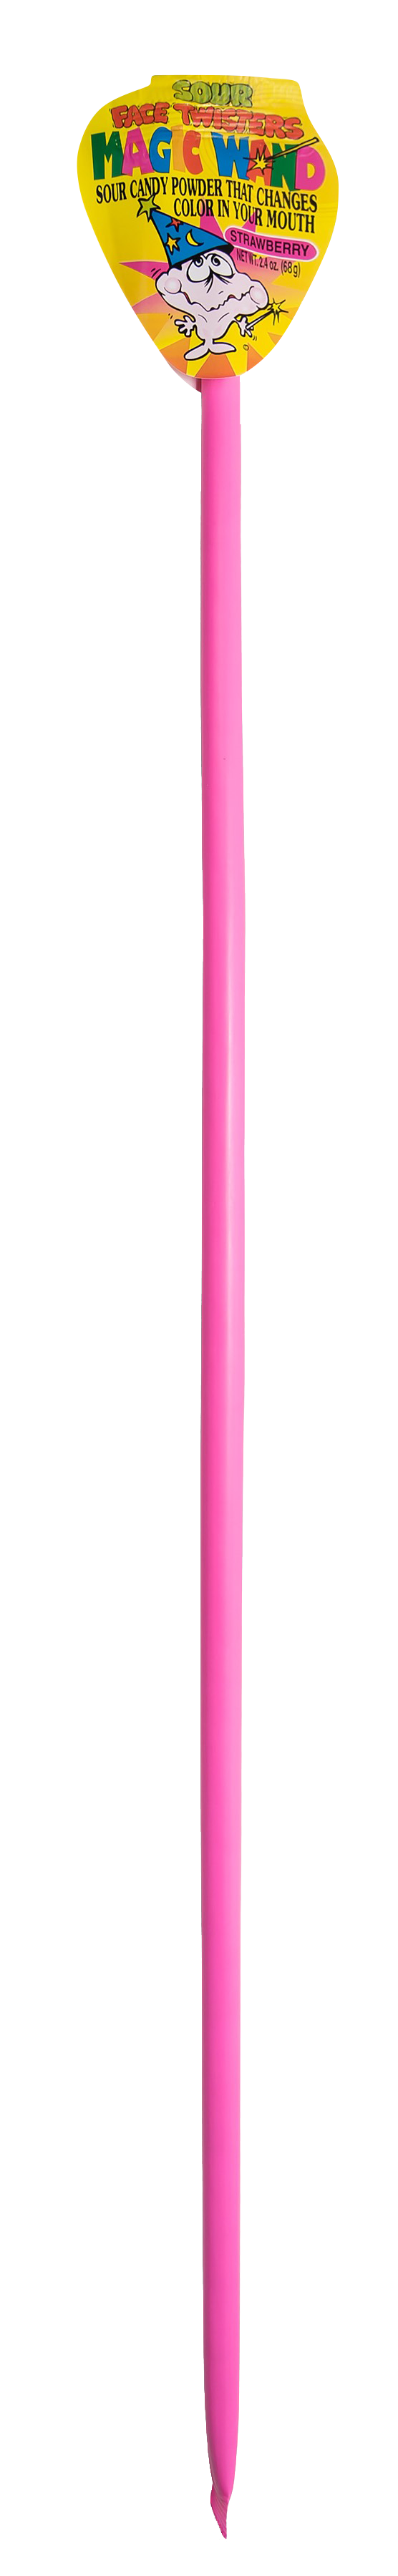 SOUR
FACE TWISTERS
MAGIC WAND
SOUR CANDY POWDER THAT CHANGES
COLOR IN YOUR MOUTH
STRAWBERRY
NET WT. 2.4 oz. (68 g)